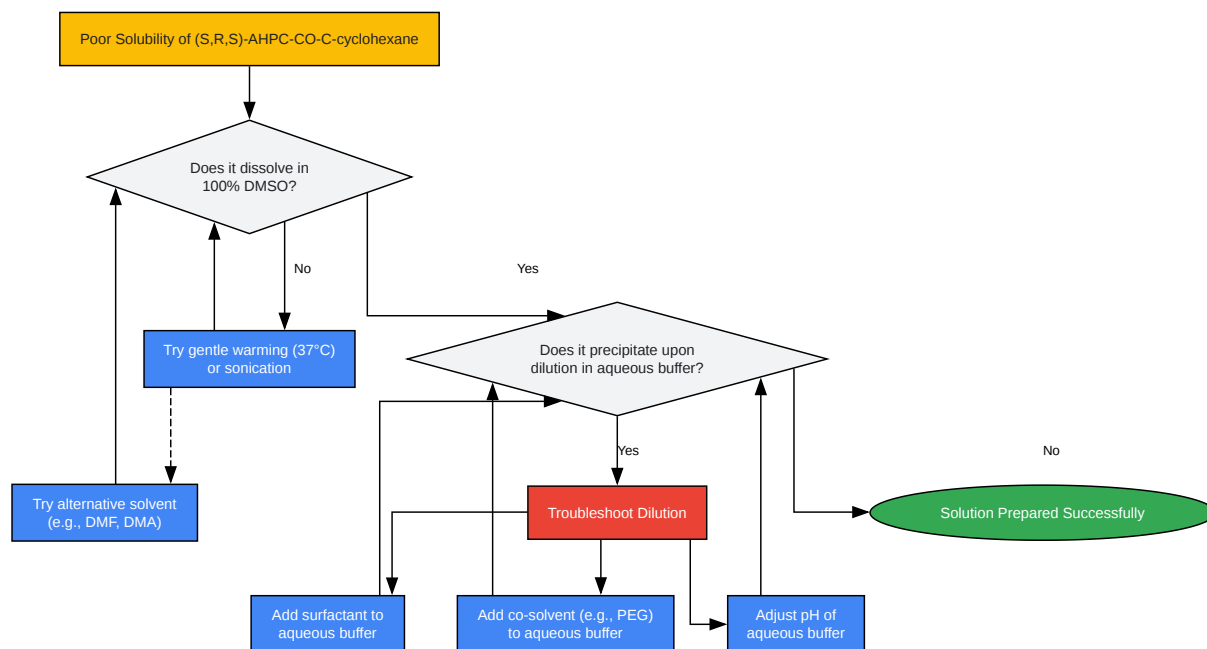 Poor Solubility of (S,R,S)-AHPC-CO-C-cyclohexane
Does it dissolve in
100% DMSO?
No
Yes
Try gentle warming (37°C)
or sonication
Does it precipitate upon
dilution in aqueous buffer?
Yes
No
Try alternative solvent
(e.g., DMF, DMA)
Troubleshoot Dilution
Solution Prepared Successfully
Add surfactant to
aqueous buffer
Add co-solvent (e.g., PEG)
to aqueous buffer
Adjust pH of
aqueous buffer